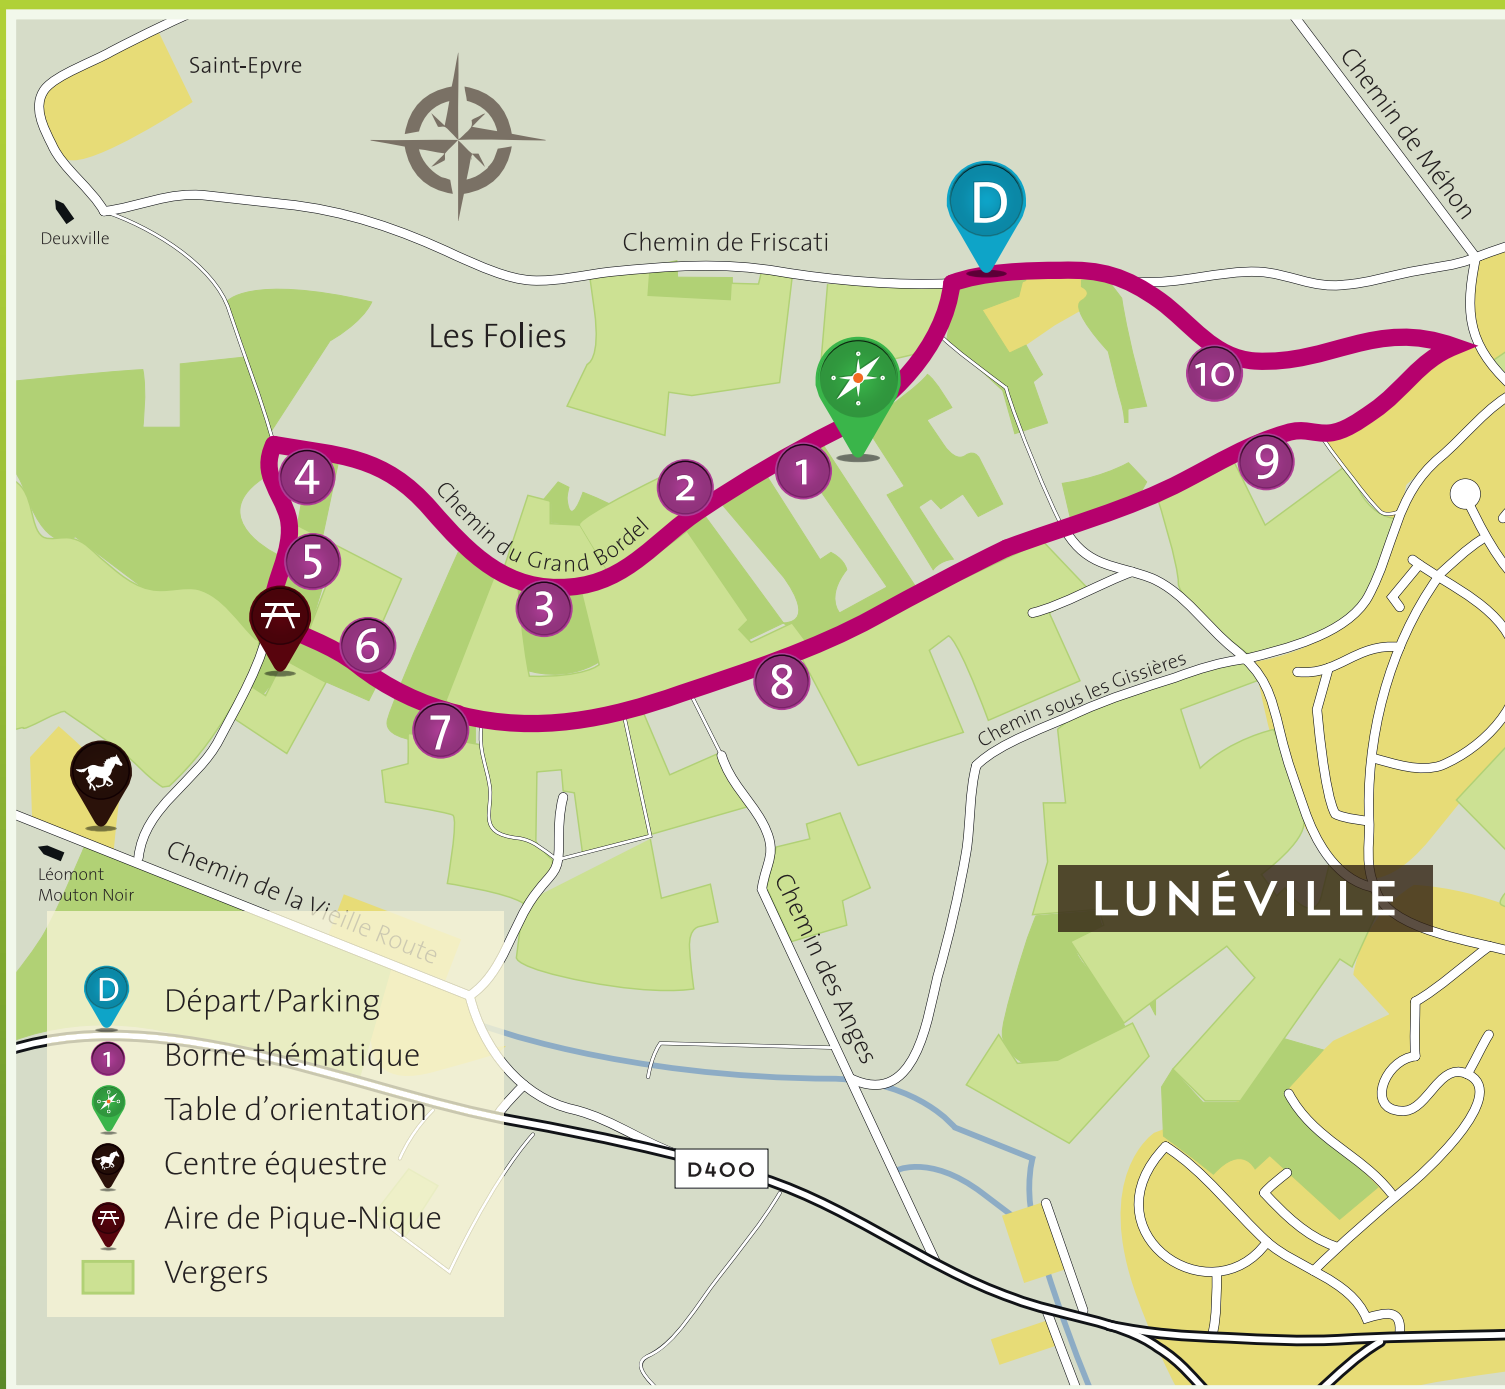 Saint-Epvre
Chemin de Méhon
D
Deuxville
Chemin de Friscati
Les Folies
10
4
2
1
9
Chemin du Grand Bordel
5
3
6
8
7
Chemin sous les Gissières
Léomont
Mouton Noir
Chemin de la Vieille Route
Chemin des Anges
LUNÉVILLE
D Départ/Parking
1 Borne thématique
Table d'orientation
Centre équestre
Aire de Pique-Nique
Vergers
D400